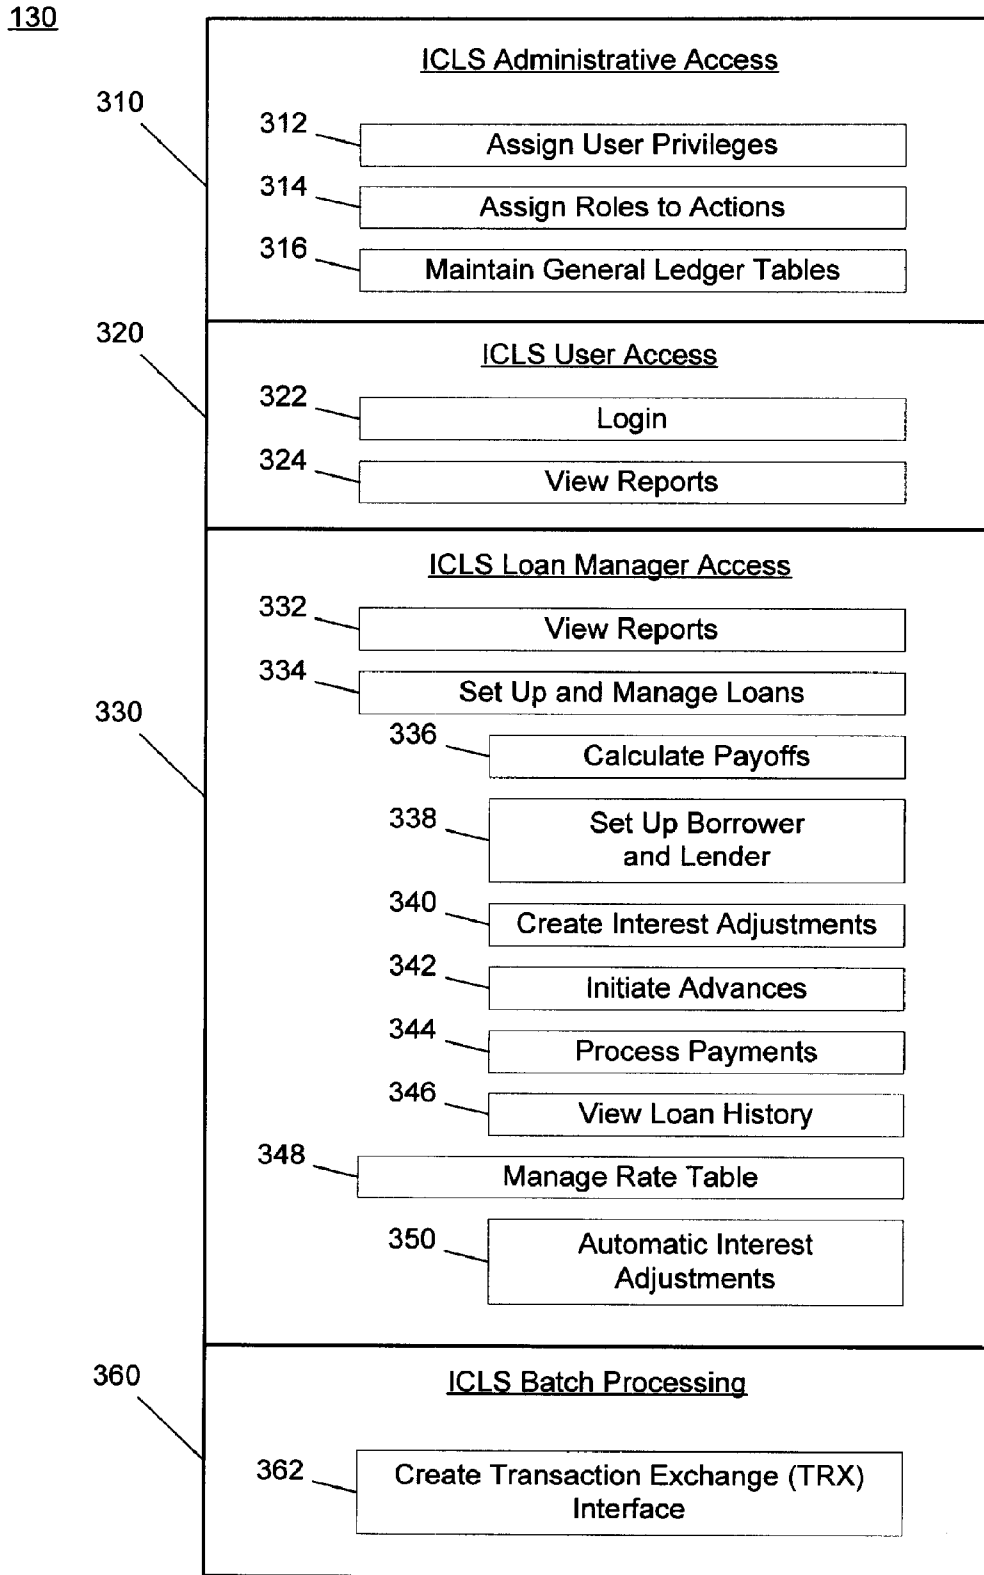 130
ICLS Administrative Access
310
312
Assign User Privileges
314
Assign Roles to Actions
316
Maintain General Ledger Tables
320
ICLS User Access
322
Login
324
View Reports
ICLS Loan Manager Access
332
View Reports
334
Set Up and Manage Loans
330
336
Calculate Payoffs
338
Set Up Borrower
and Lender
340
Create Interest Adjustments
342
Initiate Advances
344
Process Payments
346
View Loan History
348
Manage Rate Table
350
Automatic Interest
Adjustments
360
ICLS Batch Processing
362
Create Transaction Exchange (TRX)
Interface